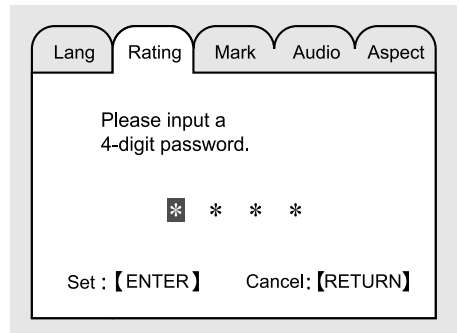 Lang Rating Mark Audio Aspect
Please input a
4-digit password.
* * * *
Set :【ENTER】 Cancel:【RETURN】